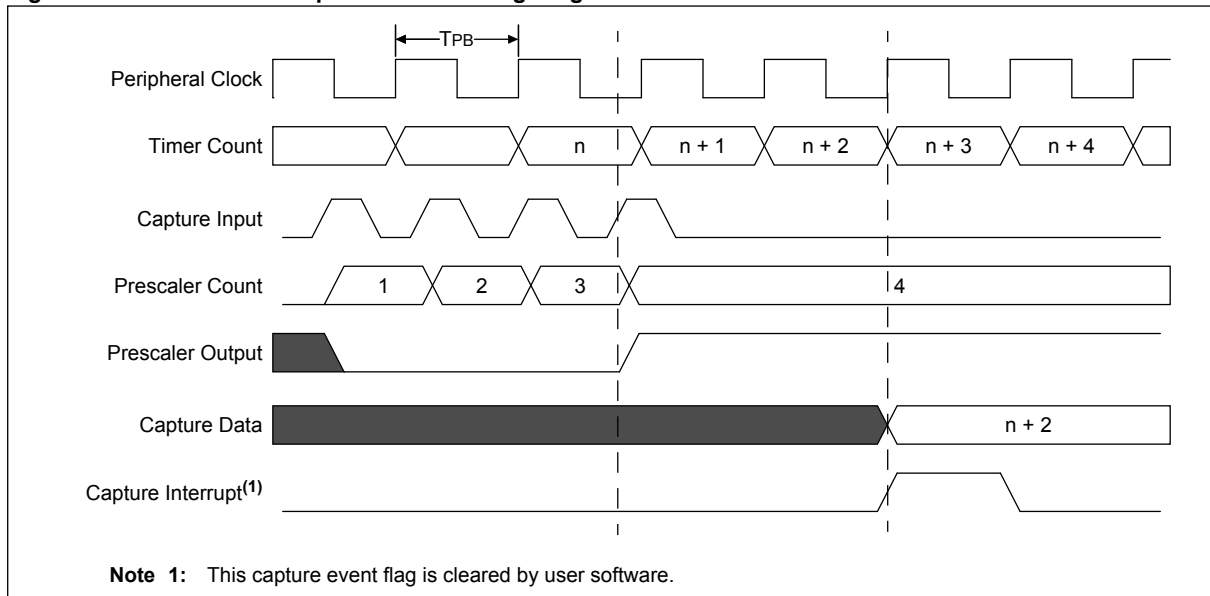 TPB
Peripheral Clock
Timer Count n n + 1 n + 2 n + 3 n + 4
Capture Input
Prescaler Count 1 2 3 4
Prescaler Output
Capture Data n + 2
Capture Interrupt(1)
Note 1: This capture event flag is cleared by user software.